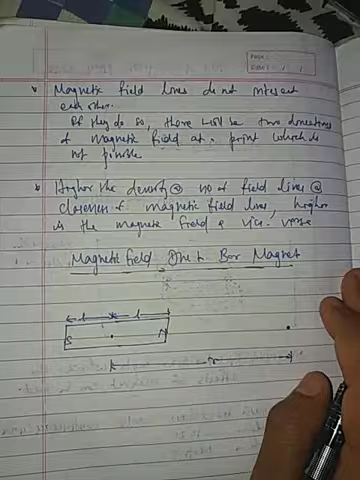 Page :
Date : / /
Magnetic field lines do not intersect
each other.
If they do so, there will be two directions
of magnetic field at a point which is
not possible
Higher the density @ no of field lines @
closeness of magnetic field lines, higher
is the magnetic field & vice-versa
Magnetic field Due to Bar Magnet
l l
S N
r